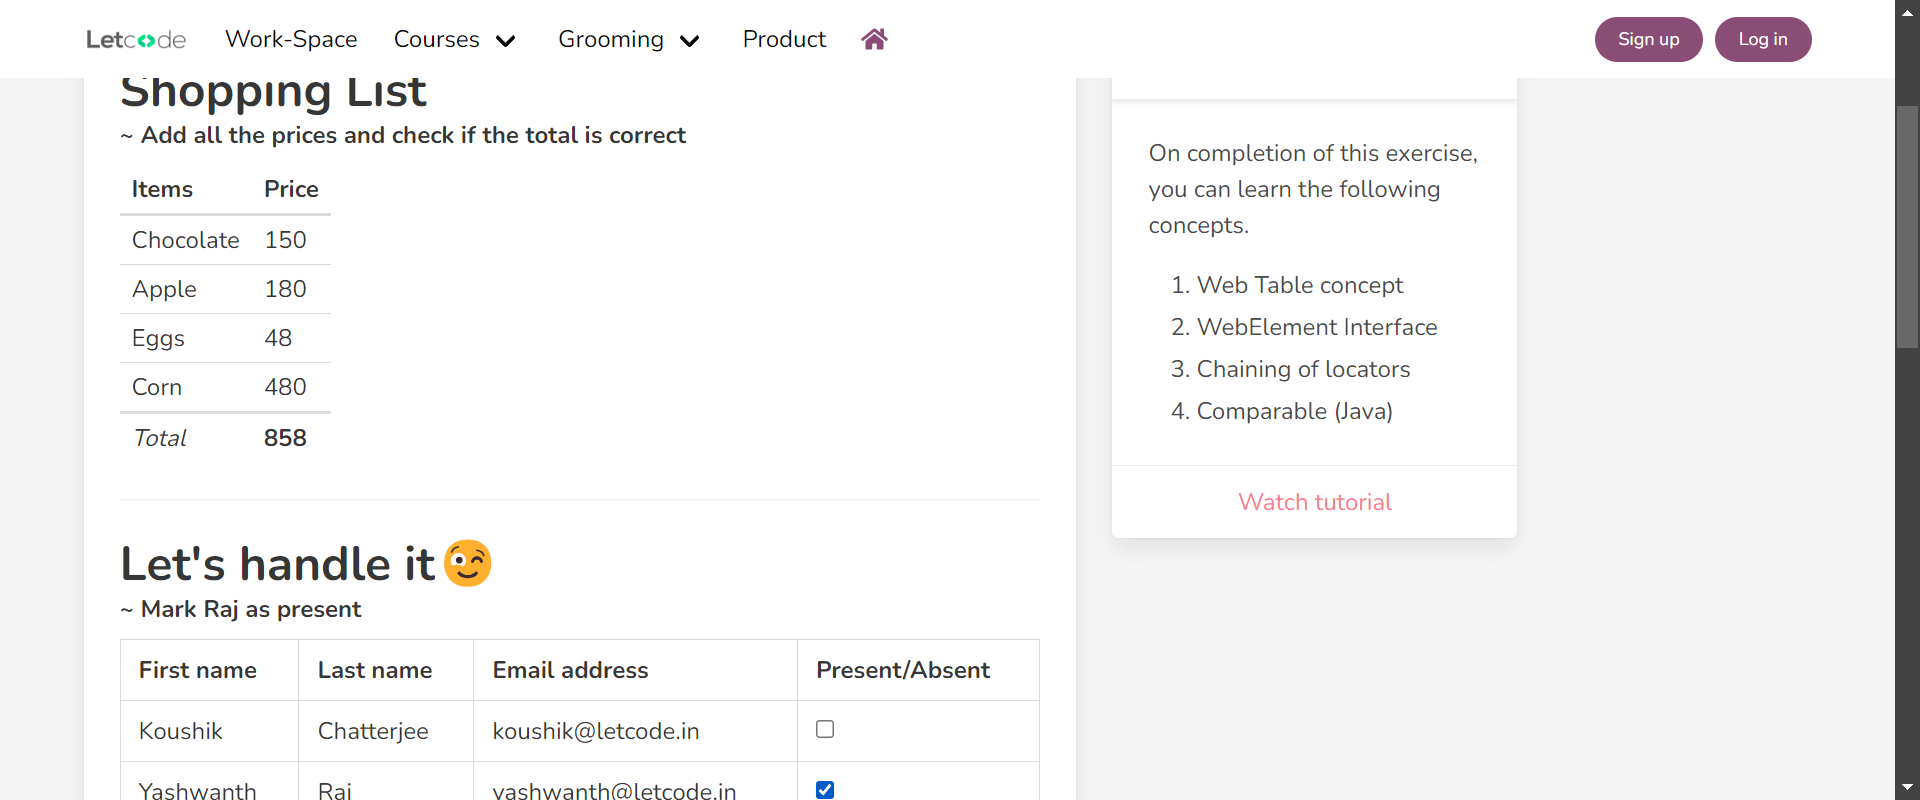 Letcode Work-Space Courses Grooming Product Sign up Log in
Shopping List
~ Add all the prices and check if the total is correct
Items Price
Chocolate 150
Apple 180
Eggs 48
Corn 480
Total 858
Let's handle it
~ Mark Raj as present
First name Last name Email address Present/Absent
Koushik Chatterjee koushik@letcode.in
Yashwanth Raj yashwanth@letcode.in
On completion of this exercise,
you can learn the following
concepts.
1. Web Table concept
2. WebElement Interface
3. Chaining of locators
4. Comparable (Java)
Watch tutorial